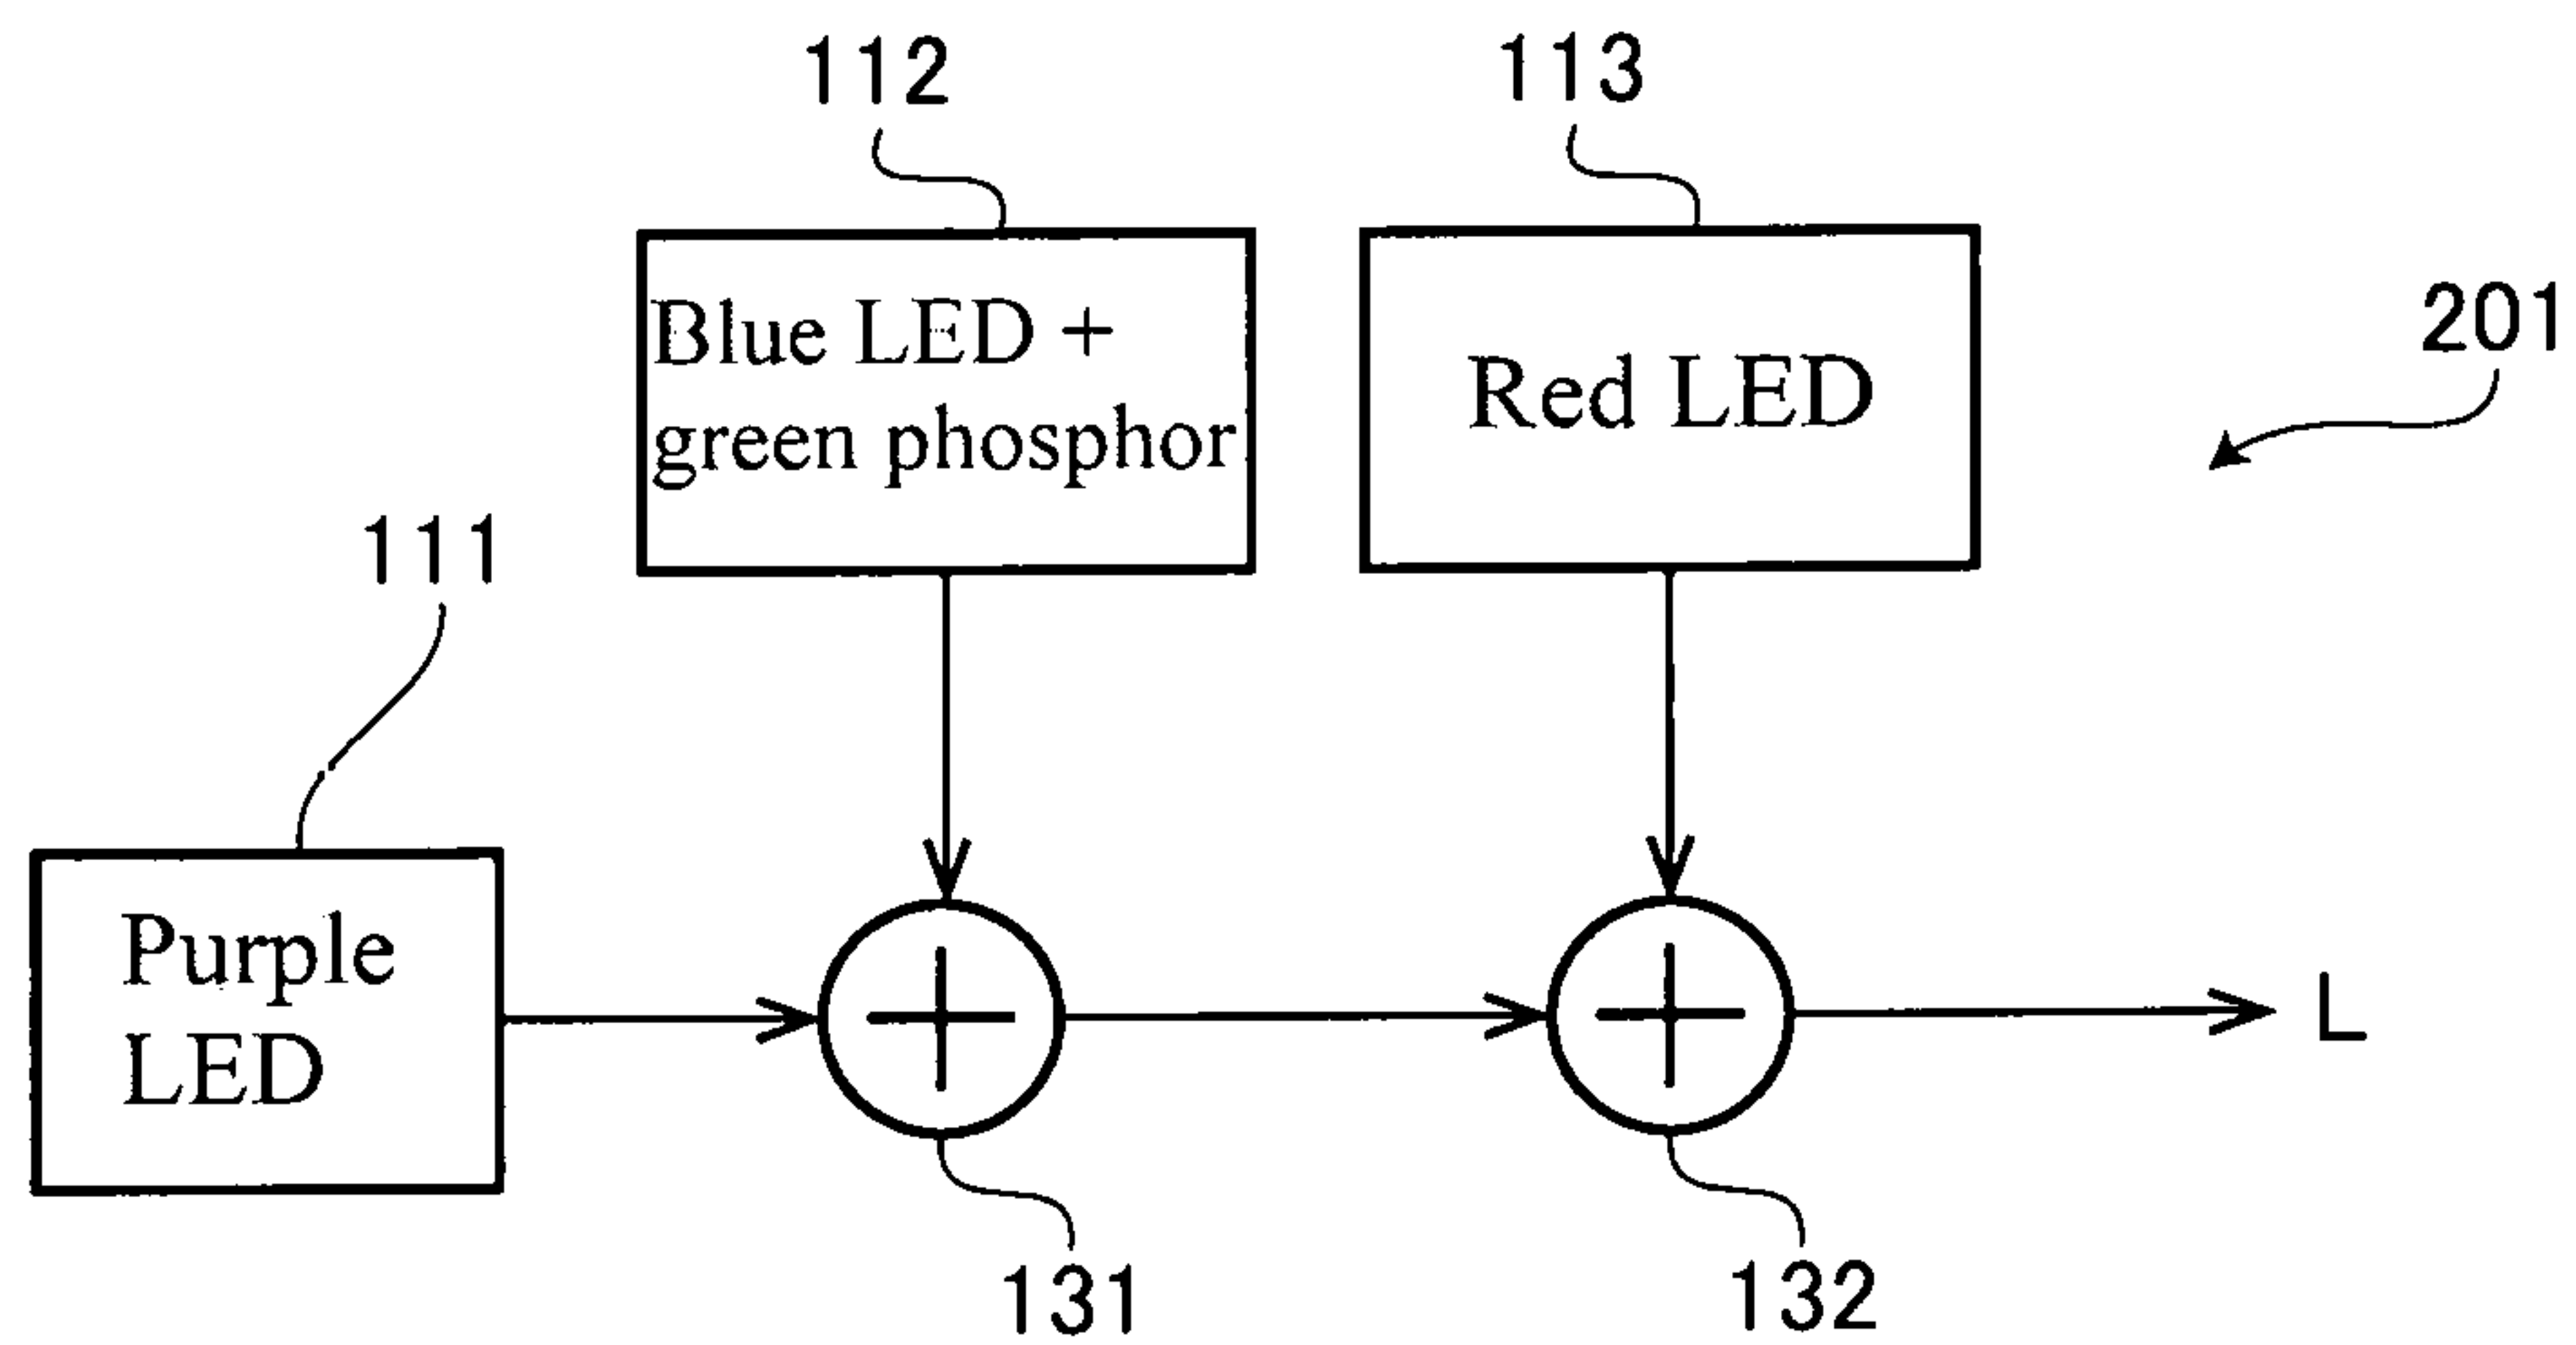 112
113
Blue LED +
green phosphor
Red LED
201
111
Purple
LED
L
131
132